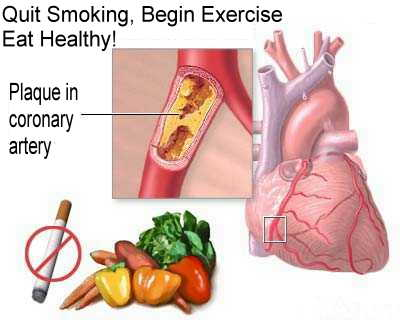 Quit Smoking, Begin Exercise
Eat Healthy!
Plaque in
coronary
artery